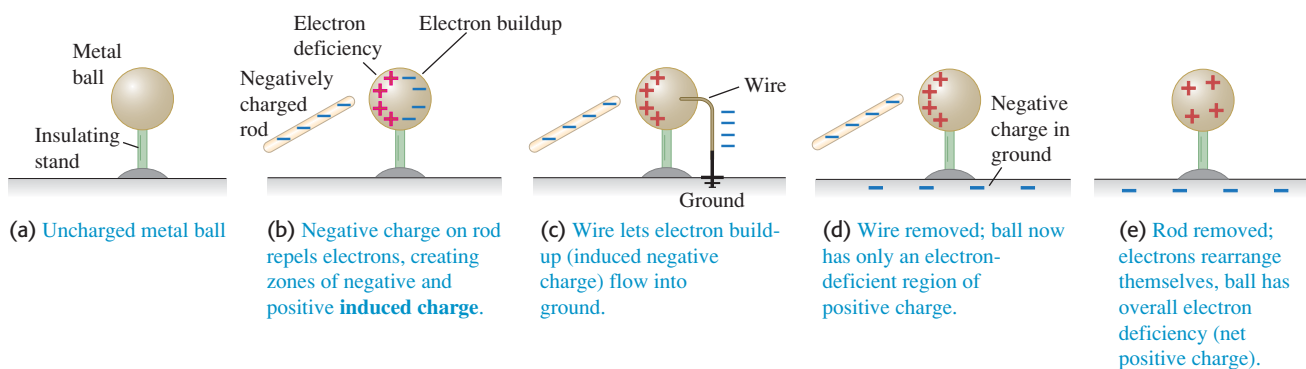 Metal
ball
Insulating
stand
(a) Uncharged metal ball
Electron
deficiency
Electron buildup
Negatively
charged
rod
(b) Negative charge on rod
repels electrons, creating
zones of negative and
positive induced charge.
Wire
Ground
(c) Wire lets electron build-
up (induced negative
charge) flow into
ground.
Negative
charge in
ground
(d) Wire removed; ball now
has only an electron-
deficient region of
positive charge.
(e) Rod removed;
electrons rearrange
themselves, ball has
overall electron
deficiency (net
positive charge).